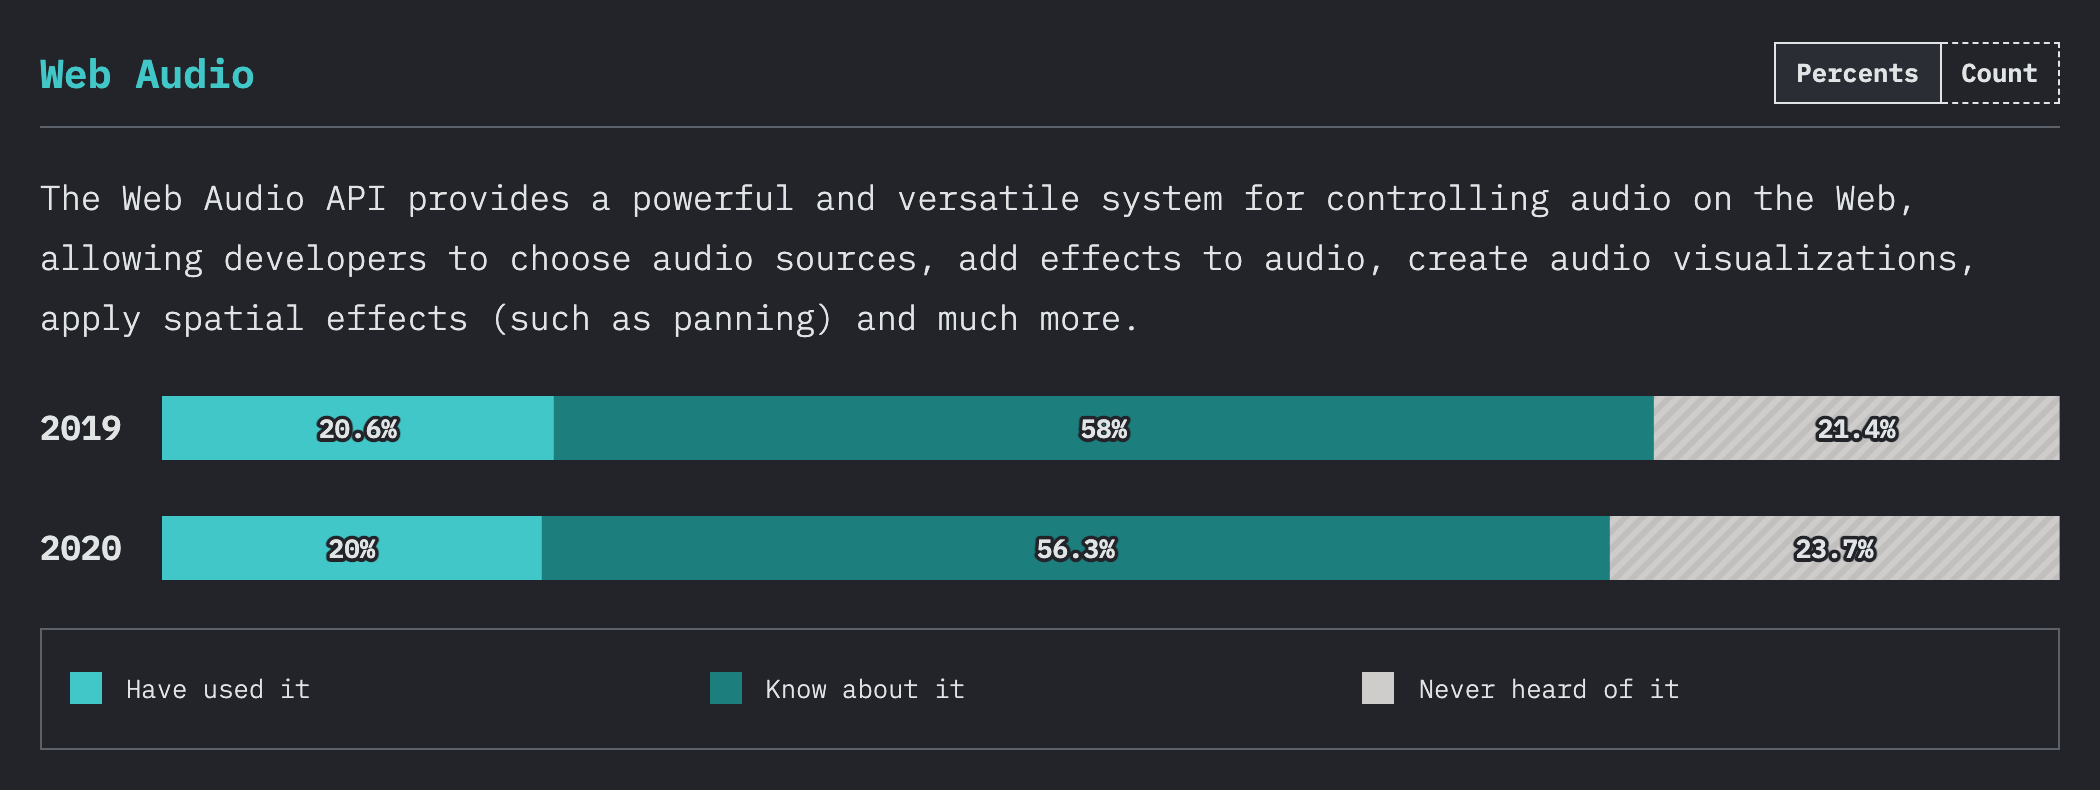 Web Audio
Percents Count
The Web Audio API provides a powerful and versatile system for controlling audio on the Web,
allowing developers to choose audio sources, add effects to audio, create audio visualizations,
apply spatial effects (such as panning) and much more.
2019 20.6% 58% 21.4%
2020 20% 56.3% 23.7%
Have used it Know about it Never heard of it